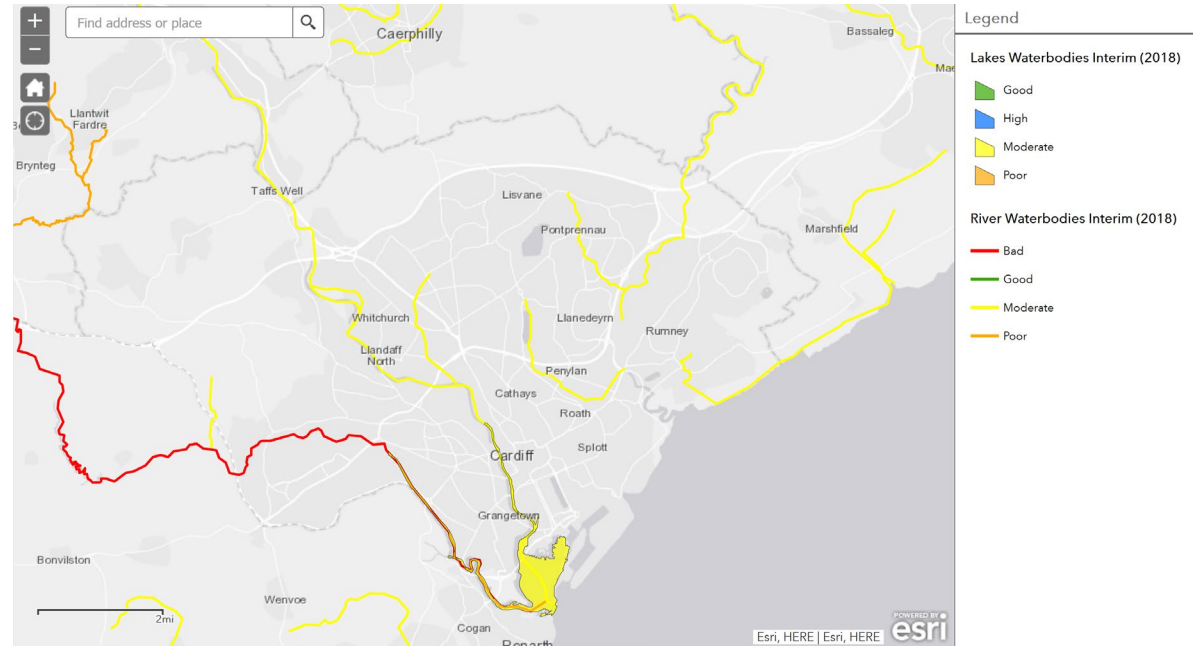 +
Find address or place
−
Caerphilly
Bassaleg
Llantwit
Fardre
Brynteg
Taffs Well
Lisvane
Pontprennau
Marshfield
Whitchurch
Llanedeyrn
Rumney
Llandaff
North
Penylan
Cathays
Roath
Splott
Cardiff
Grangetown
Bonvilston
Wenvoe
2mi
Cogan
Penarth
Esri, HERE | Esri, HERE
POWERED BY
esri
Legend
Lakes Waterbodies Interim (2018)
Good
High
Moderate
Poor
River Waterbodies Interim (2018)
Bad
Good
Moderate
Poor